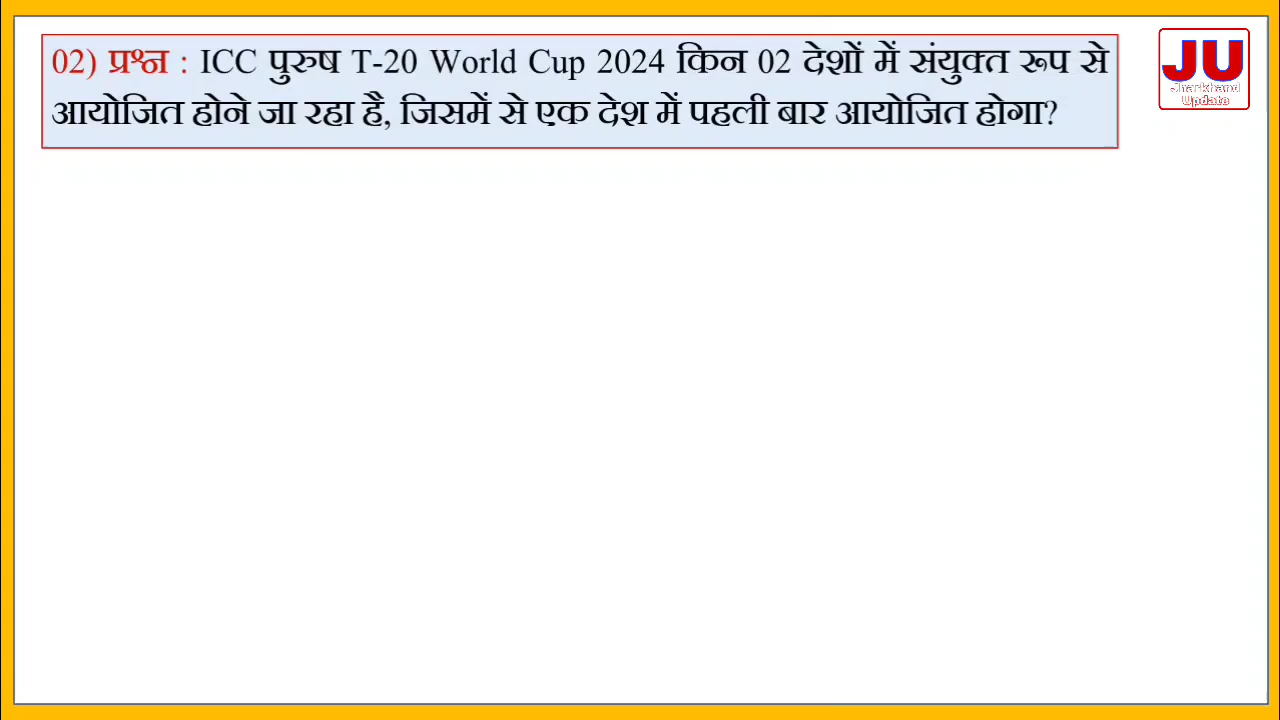 02) प्रश्न : ICC पुरुष T-20 World Cup 2024 किन 02 देशों में संयुक्त रूप से
आयोजित होने जा रहा है, जिसमें से एक देश में पहली बार आयोजित होगा?
JU
Jharkhand
Update